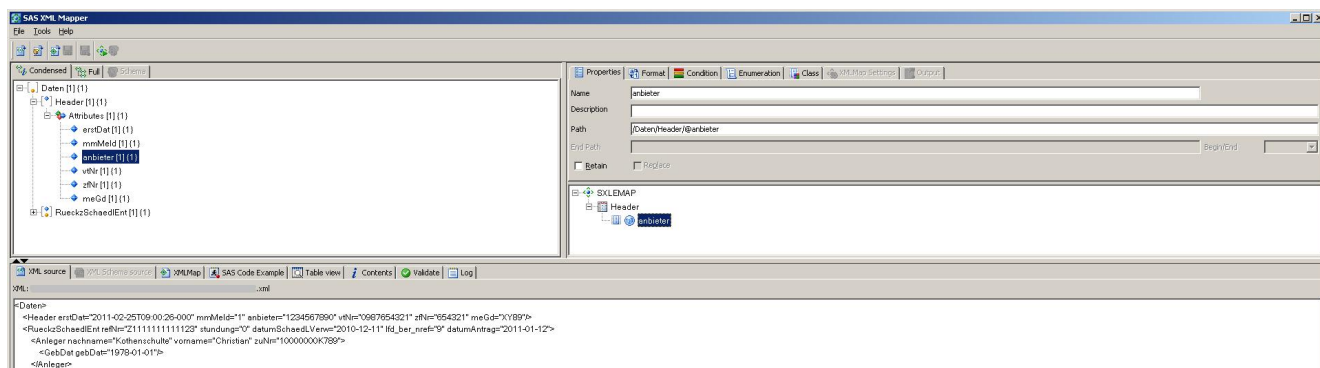 SAS XML Mapper
File Tools Help
Condensed Full Scheme
Daten [1] {1}
Header [1] {1}
Attributes [1] {1}
erstDat [1] {1}
mmMeld [1] {1}
anbieter [1] {1}
vtNr [1] {1}
zfNr [1] {1}
meGd [1] {1}
RueckzSchaedlEnt [1] {1}
Properties Format Condition Enumeration Class XMLMap Settings Output
Name anbieter
Description
Path /Daten/Header/@anbieter
End Path Begin/End
Retain Replace
SXLEMAP
Header
anbieter
XML source XML Schema source XMLMap SAS Code Example Table view Contents Validate Log
XML: .xml
<Daten>
<Header erstDat="2011-02-25T09:00:26-000" mmMeld="1" anbieter="1234567890" vtNr="0987654321" zfNr="654321" meGd="XY89"/>
<RueckzSchaedlEnt refNr="Z1111111111123" stundung="0" datumSchaedLVerw="2010-12-11" lfd_ber_nref="9" datumAntrag="2011-01-12">
<Anleger nachname="Kothenschulte" vorname="Christian" zuNr="10000000K789">
<GebDat gebDat="1978-01-01"/>
</Anleger>